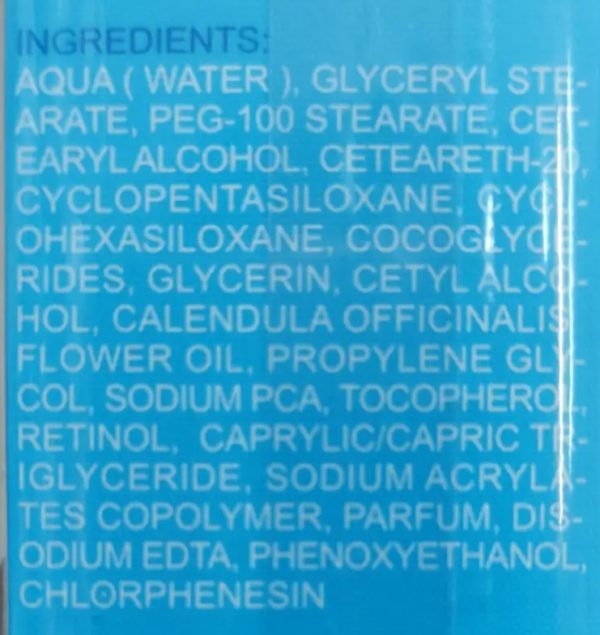 INGREDIENTS:
AQUA ( WATER ), GLYCERYL STE-
ARATE, PEG-100 STEARATE, CET-
EARYL ALCOHOL, CETEARETH-20,
CYCLOPENTASILOXANE, CYCL-
OHEXASILOXANE, COCOGLYCE-
RIDES, GLYCERIN, CETYL ALCO-
HOL, CALENDULA OFFICINALIS
FLOWER OIL, PROPYLENE GLY-
COL, SODIUM PCA, TOCOPHEROL,
RETINOL, CAPRYLIC/CAPRIC TR-
IGLYCERIDE, SODIUM ACRYLA-
TES COPOLYMER, PARFUM, DIS-
ODIUM EDTA, PHENOXYETHANOL,
CHLORPHENESIN